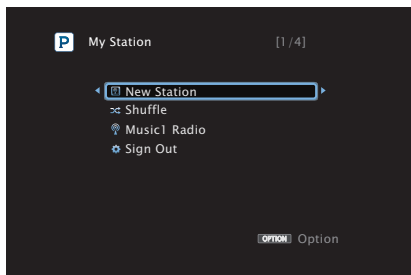 P My Station [1/4]
New Station
Shuffle
Music1 Radio
Sign Out
OPTION Option